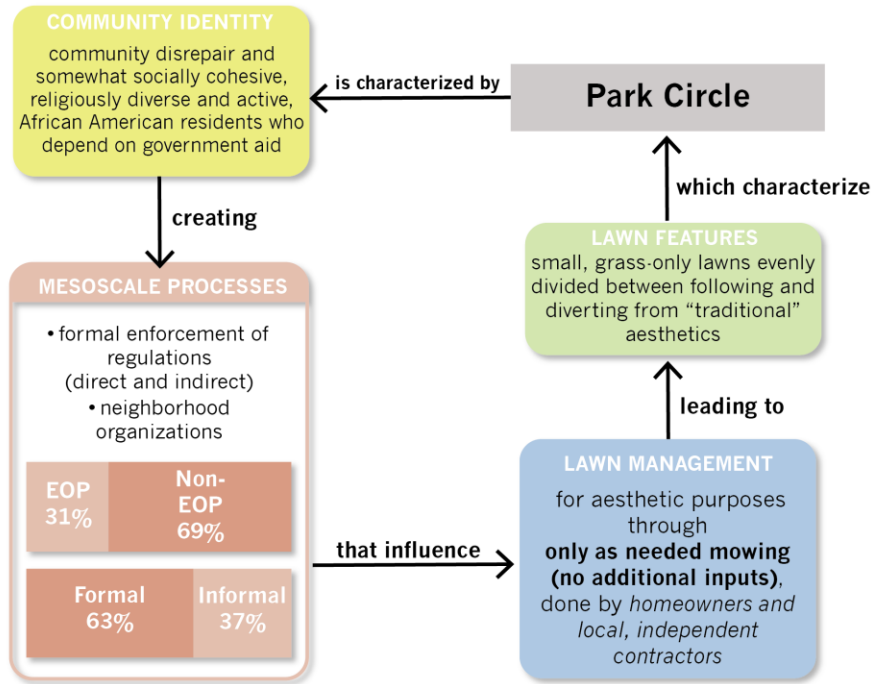 COMMUNITY IDENTITY
community disrepair and
somewhat socially cohesive,
religiously diverse and active,
African American residents who
depend on government aid
is characterized by
Park Circle
creating
which characterize
MESOSCALE PROCESSES
• formal enforcement of
regulations
(direct and indirect)
• neighborhood
organizations
EOP
31%
Non-
EOP
69%
Formal
63%
Informal
37%
that influence
LAWN FEATURES
small, grass-only lawns evenly
divided between following and
diverting from “traditional”
aesthetics
leading to
LAWN MANAGEMENT
for aesthetic purposes
through
only as needed mowing
(no additional inputs),
done by homeowners and
local, independent
contractors